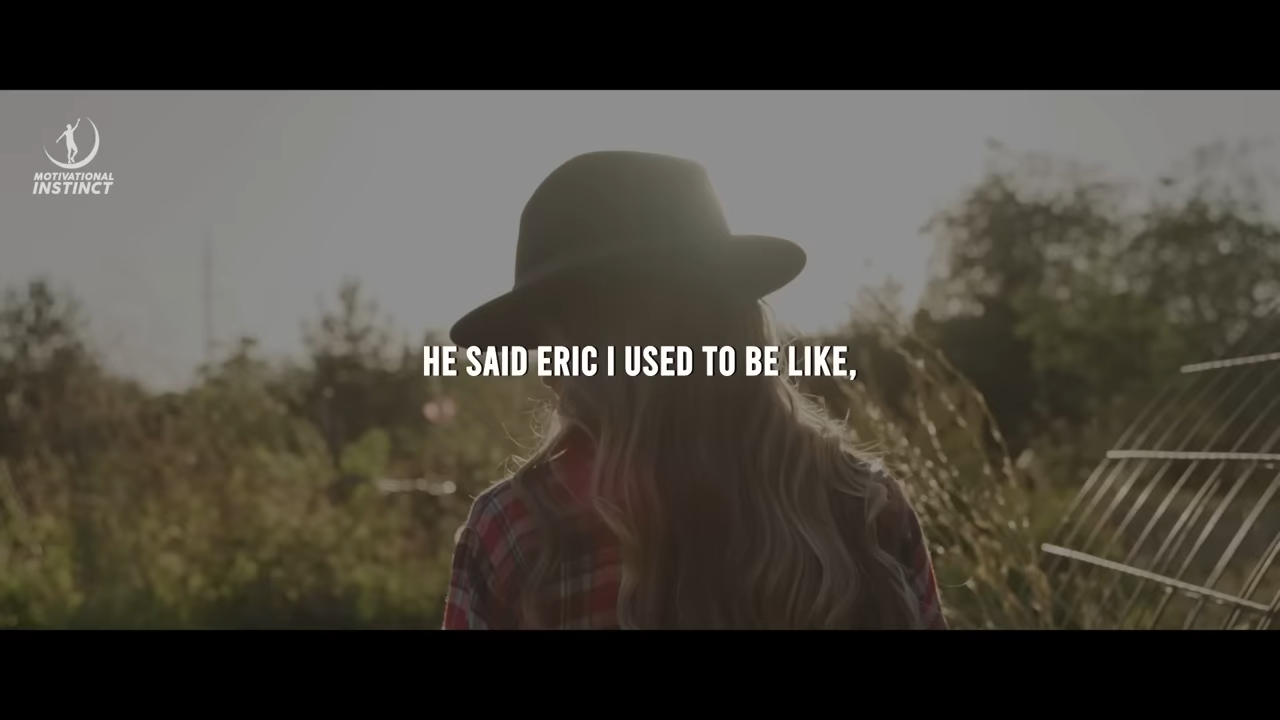 MOTIVATIONAL
INSTINCT
HE SAID ERIC I USED TO BE LIKE,